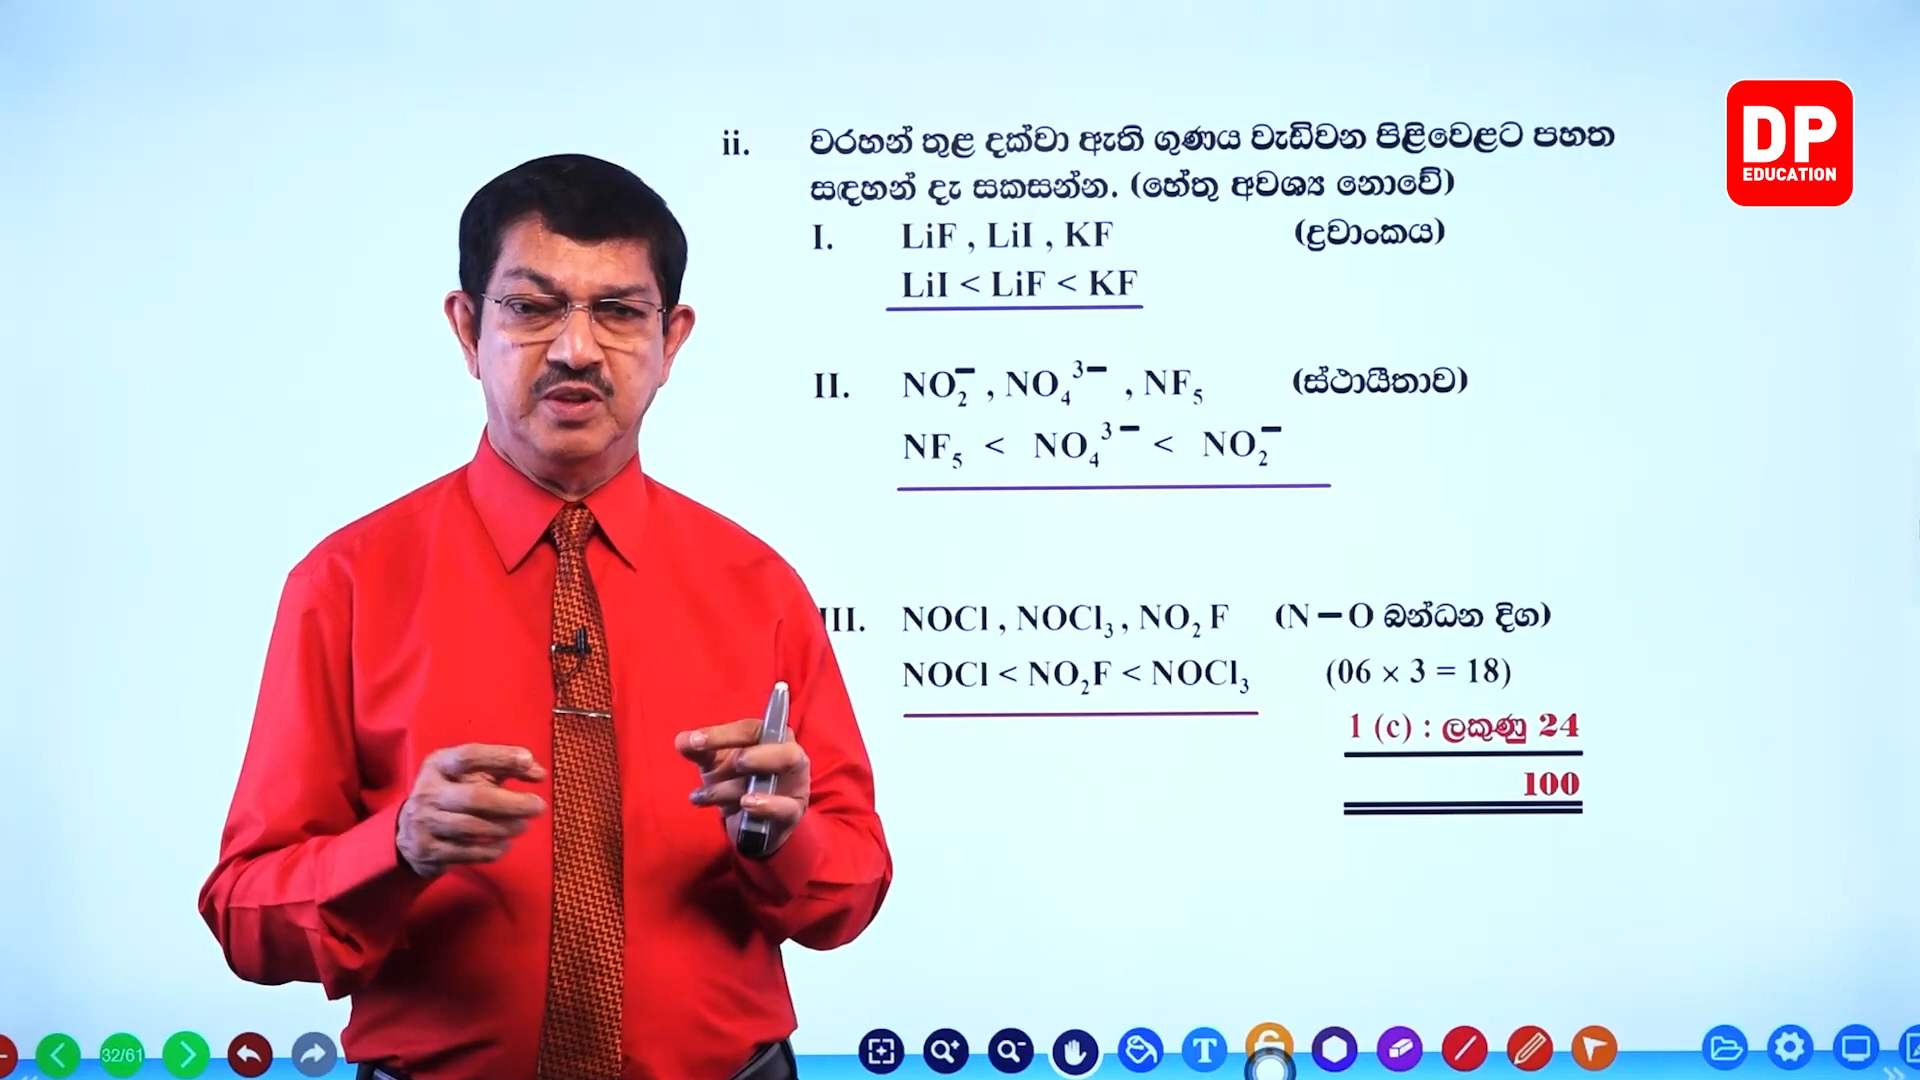 DP
EDUCATION
ii. වරහන් තුළ දක්වා ඇති ගුණය වැඩිවන පිළිවෙළට පහත
සඳහන් දෑ සකසන්න. (හේතු අවශ්‍ය නොවේ)
I. LiF , LiI , KF (ද්‍රවාංකය)
LiI < LiF < KF
II. NO₂⁻ , NO₄³⁻ , NF₅ (ස්ථායීතාව)
NF₅ < NO₄³⁻ < NO₂⁻
III. NOCl , NOCl₃ , NO₂F (N－O බන්ධන දිග)
NOCl < NO₂F < NOCl₃ (06 × 3 = 18)
1 (c) : ලකුණු 24
100
32/61
T